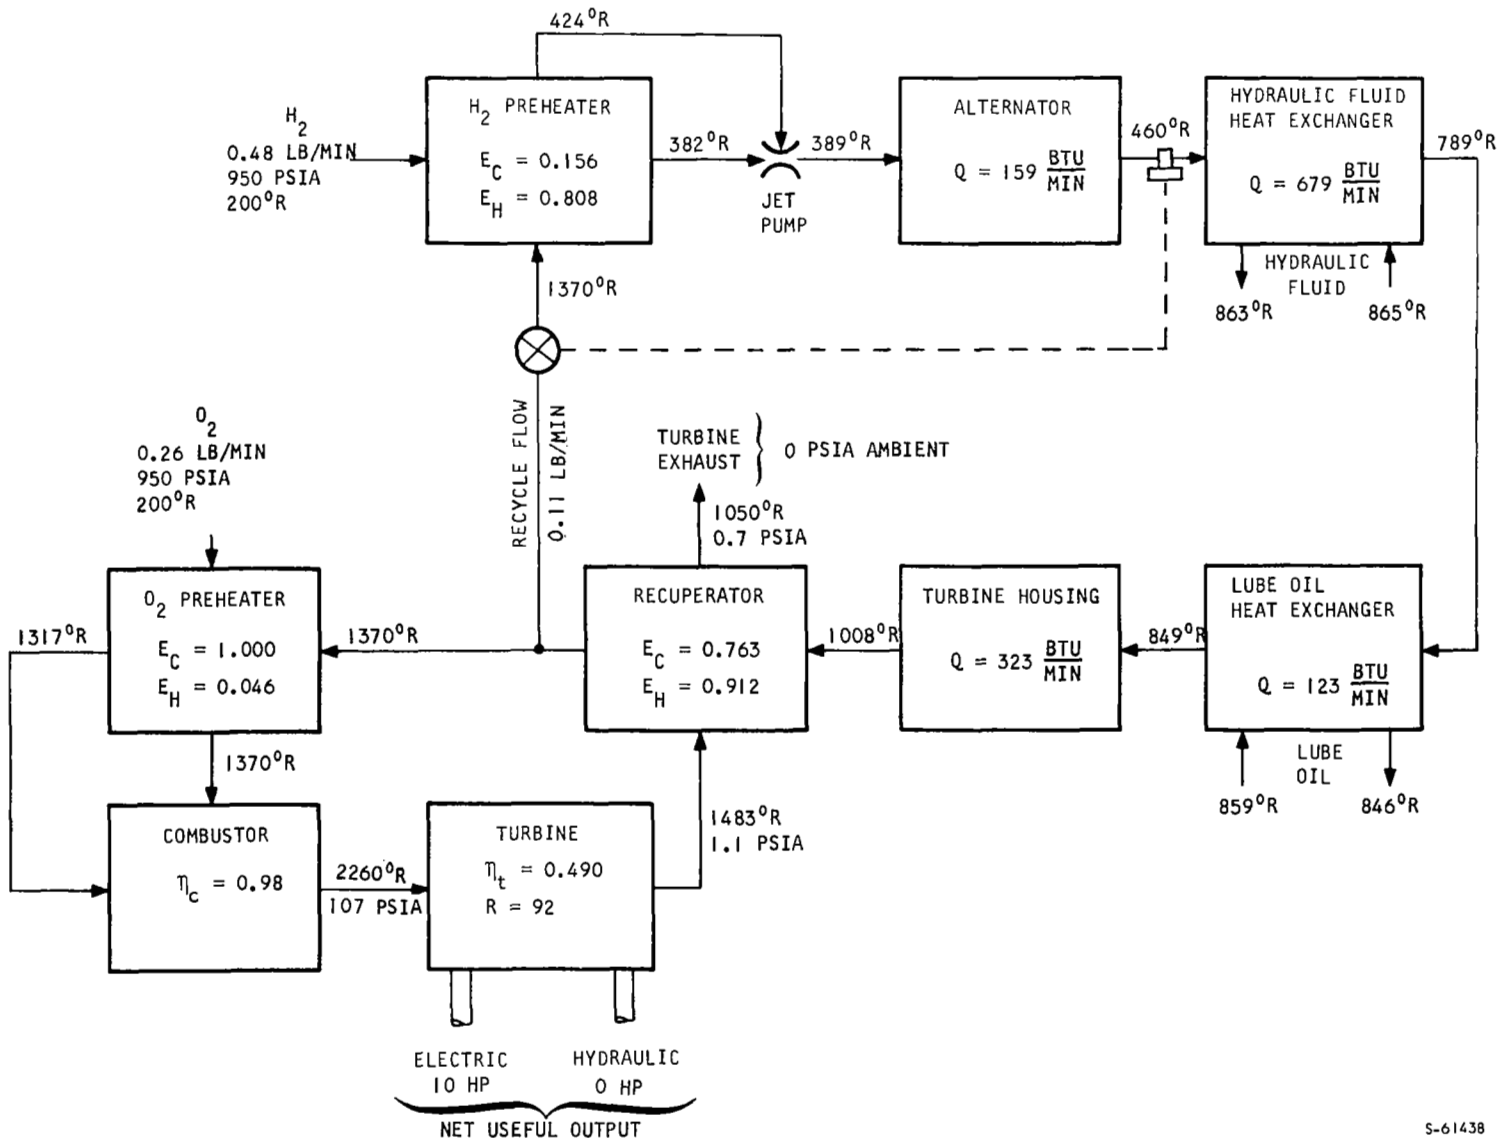 424°R
H2
0.48 LB/MIN
950 PSIA
200°R
H2 PREHEATER
EC = 0.156
EH = 0.808
382°R
JET
PUMP
389°R
ALTERNATOR
Q = 159 BTU/MIN
460°R
HYDRAULIC FLUID
HEAT EXCHANGER
Q = 679 BTU/MIN
789°R
HYDRAULIC
FLUID
863°R
865°R
1370°R
RECYCLE FLOW
0.11 LB/MIN
O2
0.26 LB/MIN
950 PSIA
200°R
TURBINE
EXHAUST
0 PSIA AMBIENT
1050°R
0.7 PSIA
O2 PREHEATER
EC = 1.000
EH = 0.046
1317°R
1370°R
RECUPERATOR
EC = 0.763
EH = 0.912
1008°R
TURBINE HOUSING
Q = 323 BTU/MIN
849°R
LUBE OIL
HEAT EXCHANGER
Q = 123 BTU/MIN
LUBE
OIL
859°R
846°R
1370°R
COMBUSTOR
ηc = 0.98
2260°R
107 PSIA
TURBINE
ηt = 0.490
R = 92
1483°R
1.1 PSIA
ELECTRIC
10 HP
HYDRAULIC
0 HP
NET USEFUL OUTPUT
S-61438